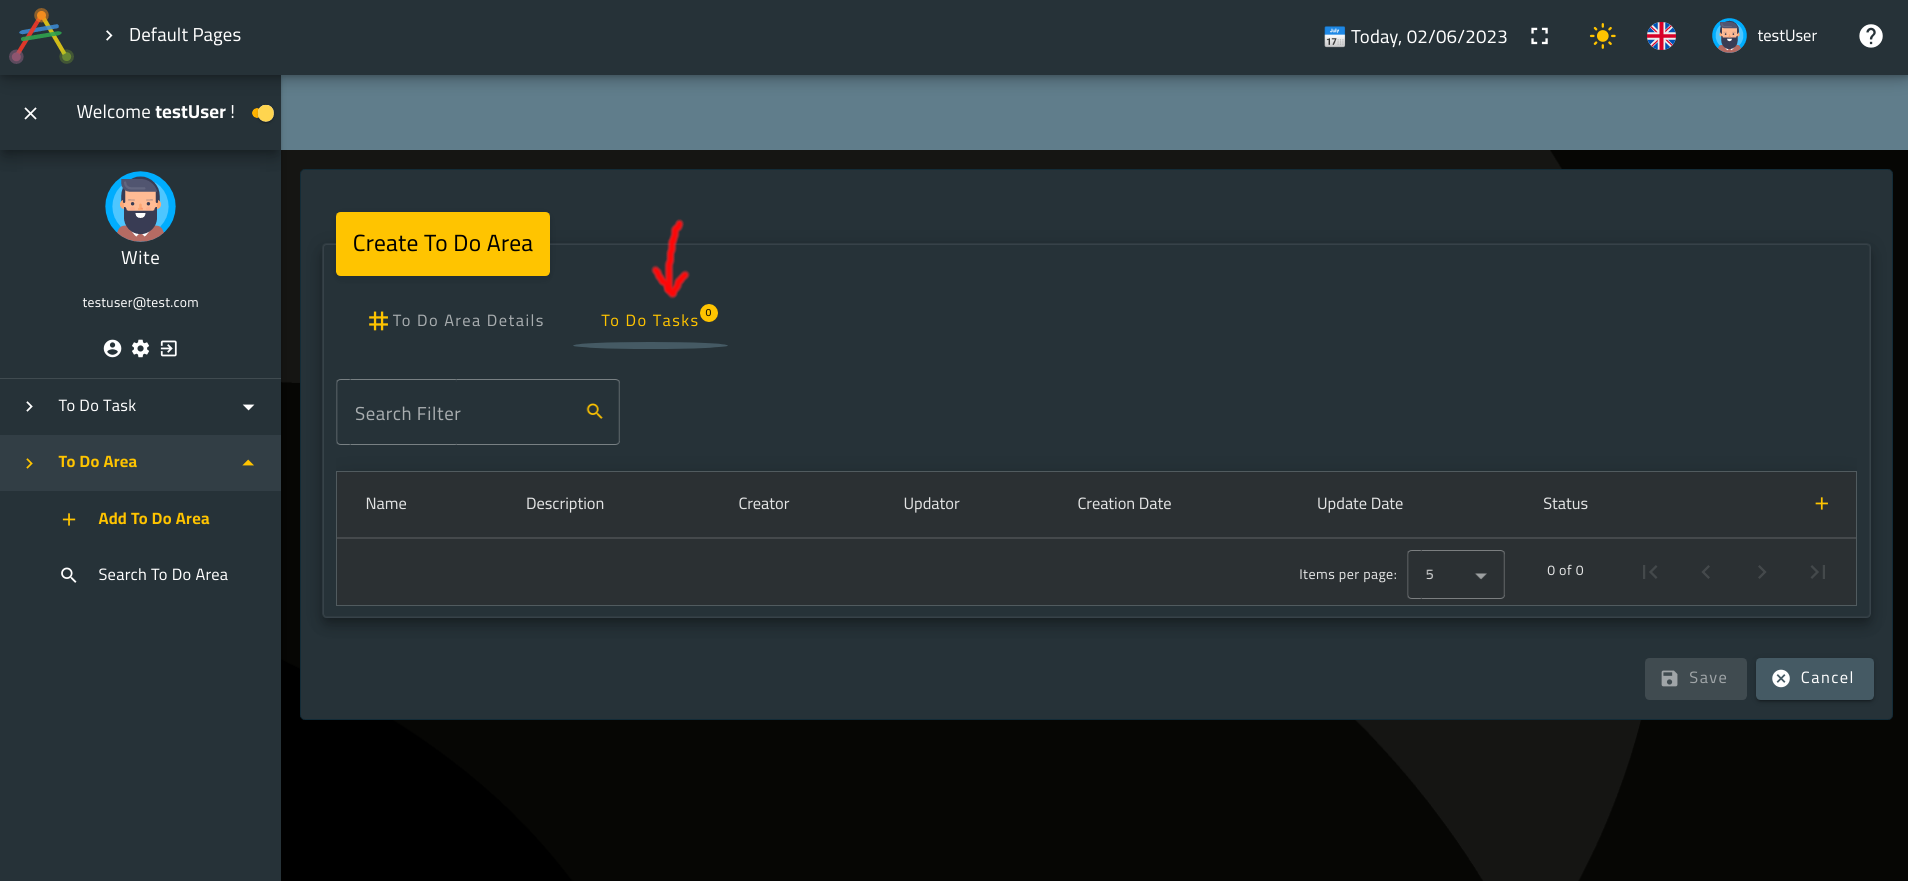 Default Pages
July
17
Today, 02/06/2023
testUser
?
Welcome testUser !
Wite
testuser@test.com
To Do Task
To Do Area
Add To Do Area
Search To Do Area
Create To Do Area
To Do Area Details
To Do Tasks 0
Search Filter
Name Description Creator Updator Creation Date Update Date Status +
Items per page: 5 0 of 0
Save Cancel